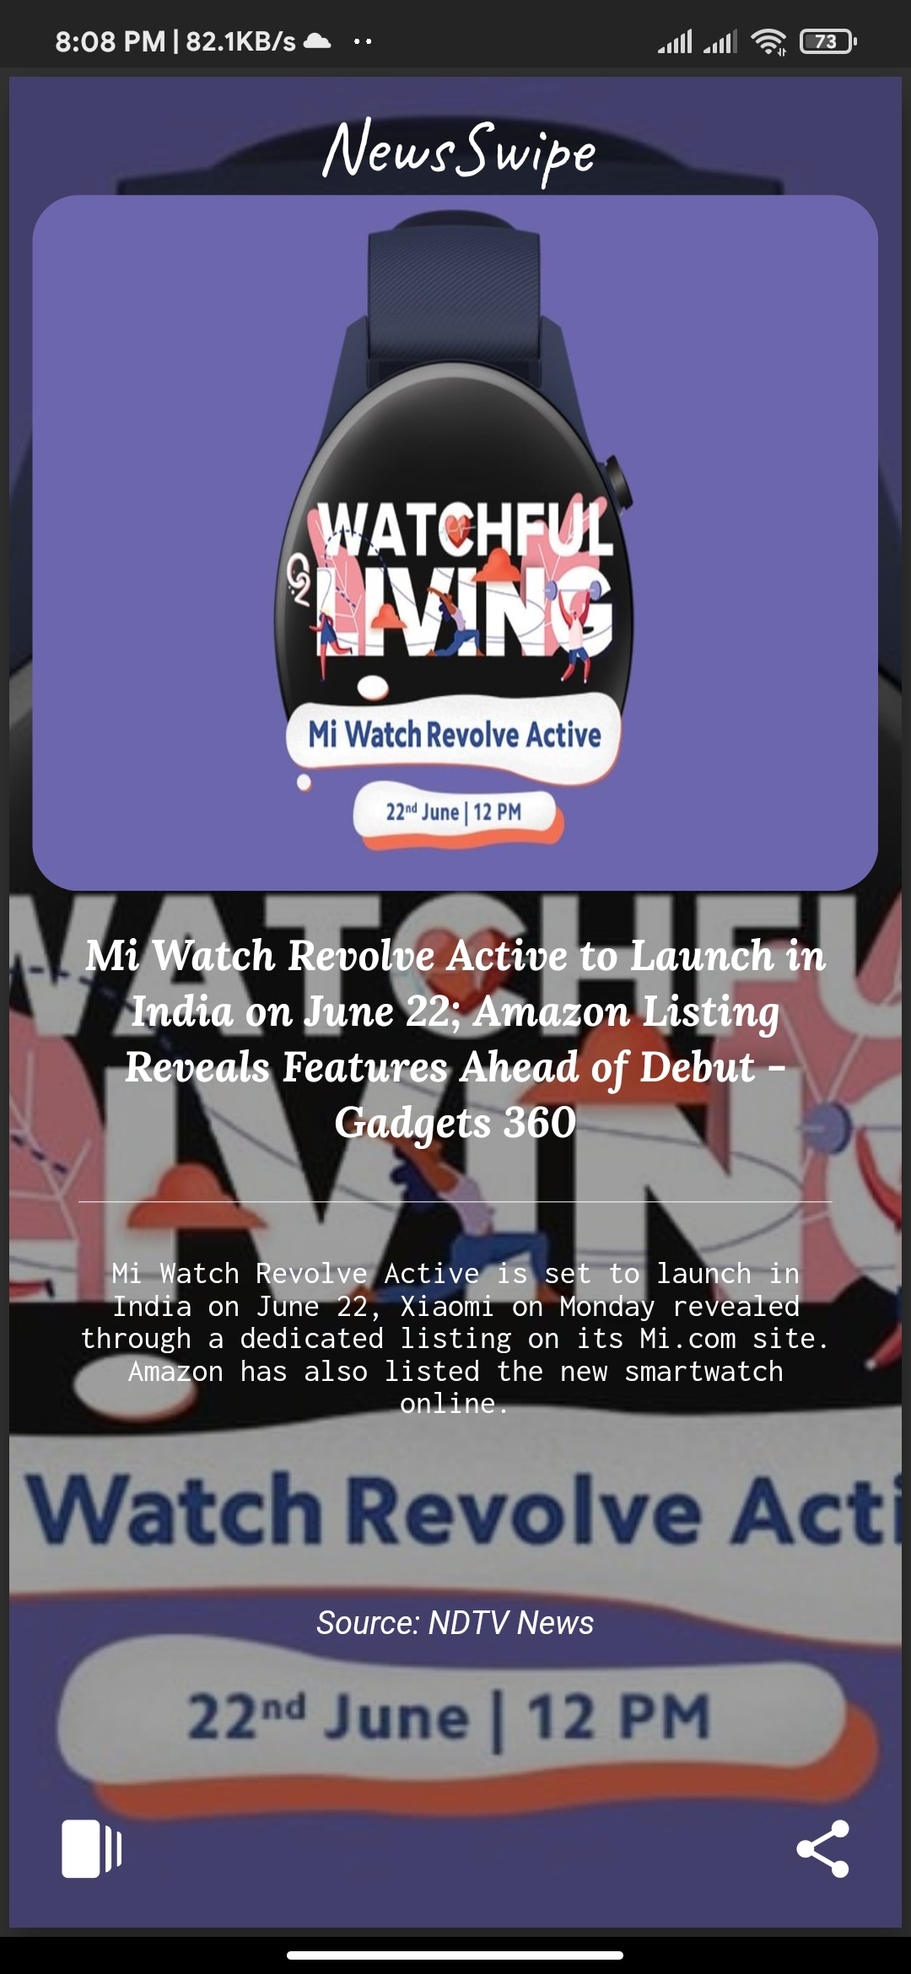 8:08 PM | 82.1KB/s
73
NewsSwipe
WATCHFUL
LIVING
Mi Watch Revolve Active
22nd June | 12 PM
WATCHFU
Mi Watch Revolve Active to Launch in
India on June 22; Amazon Listing
Reveals Features Ahead of Debut -
Gadgets 360
LIVING
Mi Watch Revolve Active is set to launch in
India on June 22, Xiaomi on Monday revealed
through a dedicated listing on its Mi.com site.
Amazon has also listed the new smartwatch
online.
Watch Revolve Acti
Source: NDTV News
22nd June | 12 PM